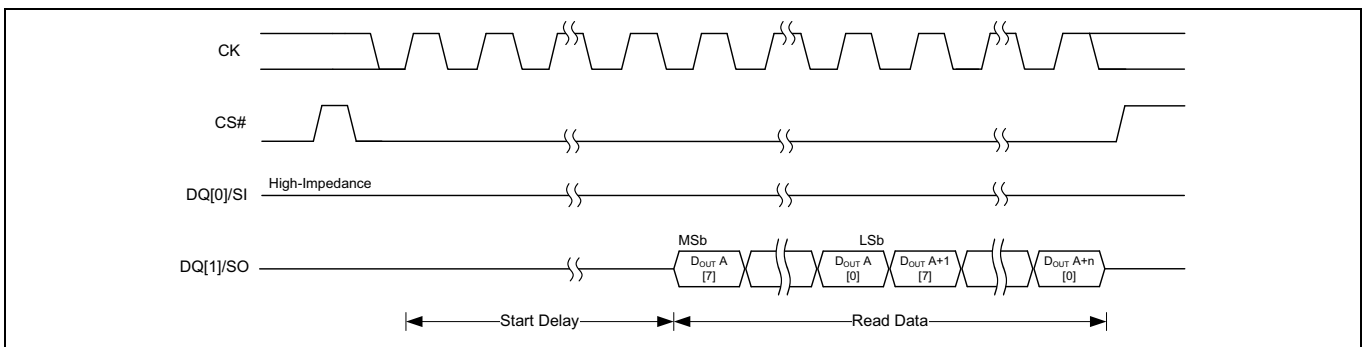 CK
CS#
DQ[0]/SI
High-Impedance
DQ[1]/SO
MSb
LSb
DOUT A
[7]
DOUT A
[0]
DOUT A+1
[7]
DOUT A+n
[0]
Start Delay
Read Data